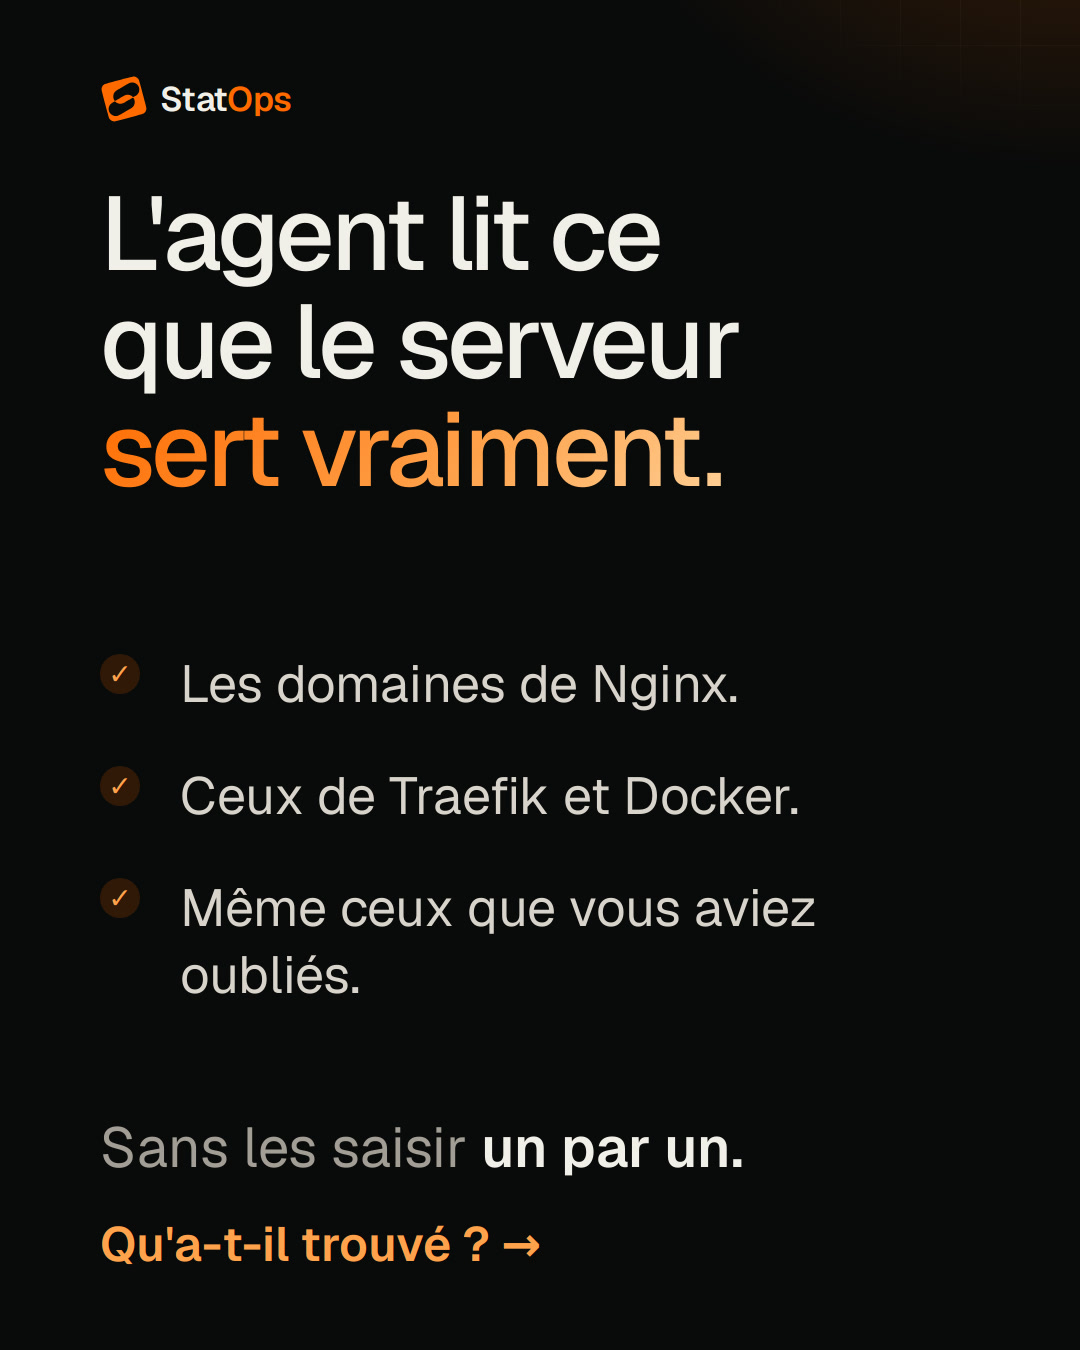 StatOps
L'agent lit ce
que le serveur
sert vraiment.
✓ Les domaines de Nginx.
✓ Ceux de Traefik et Docker.
✓ Même ceux que vous aviez
oubliés.
Sans les saisir un par un.
Qu'a-t-il trouvé ? →